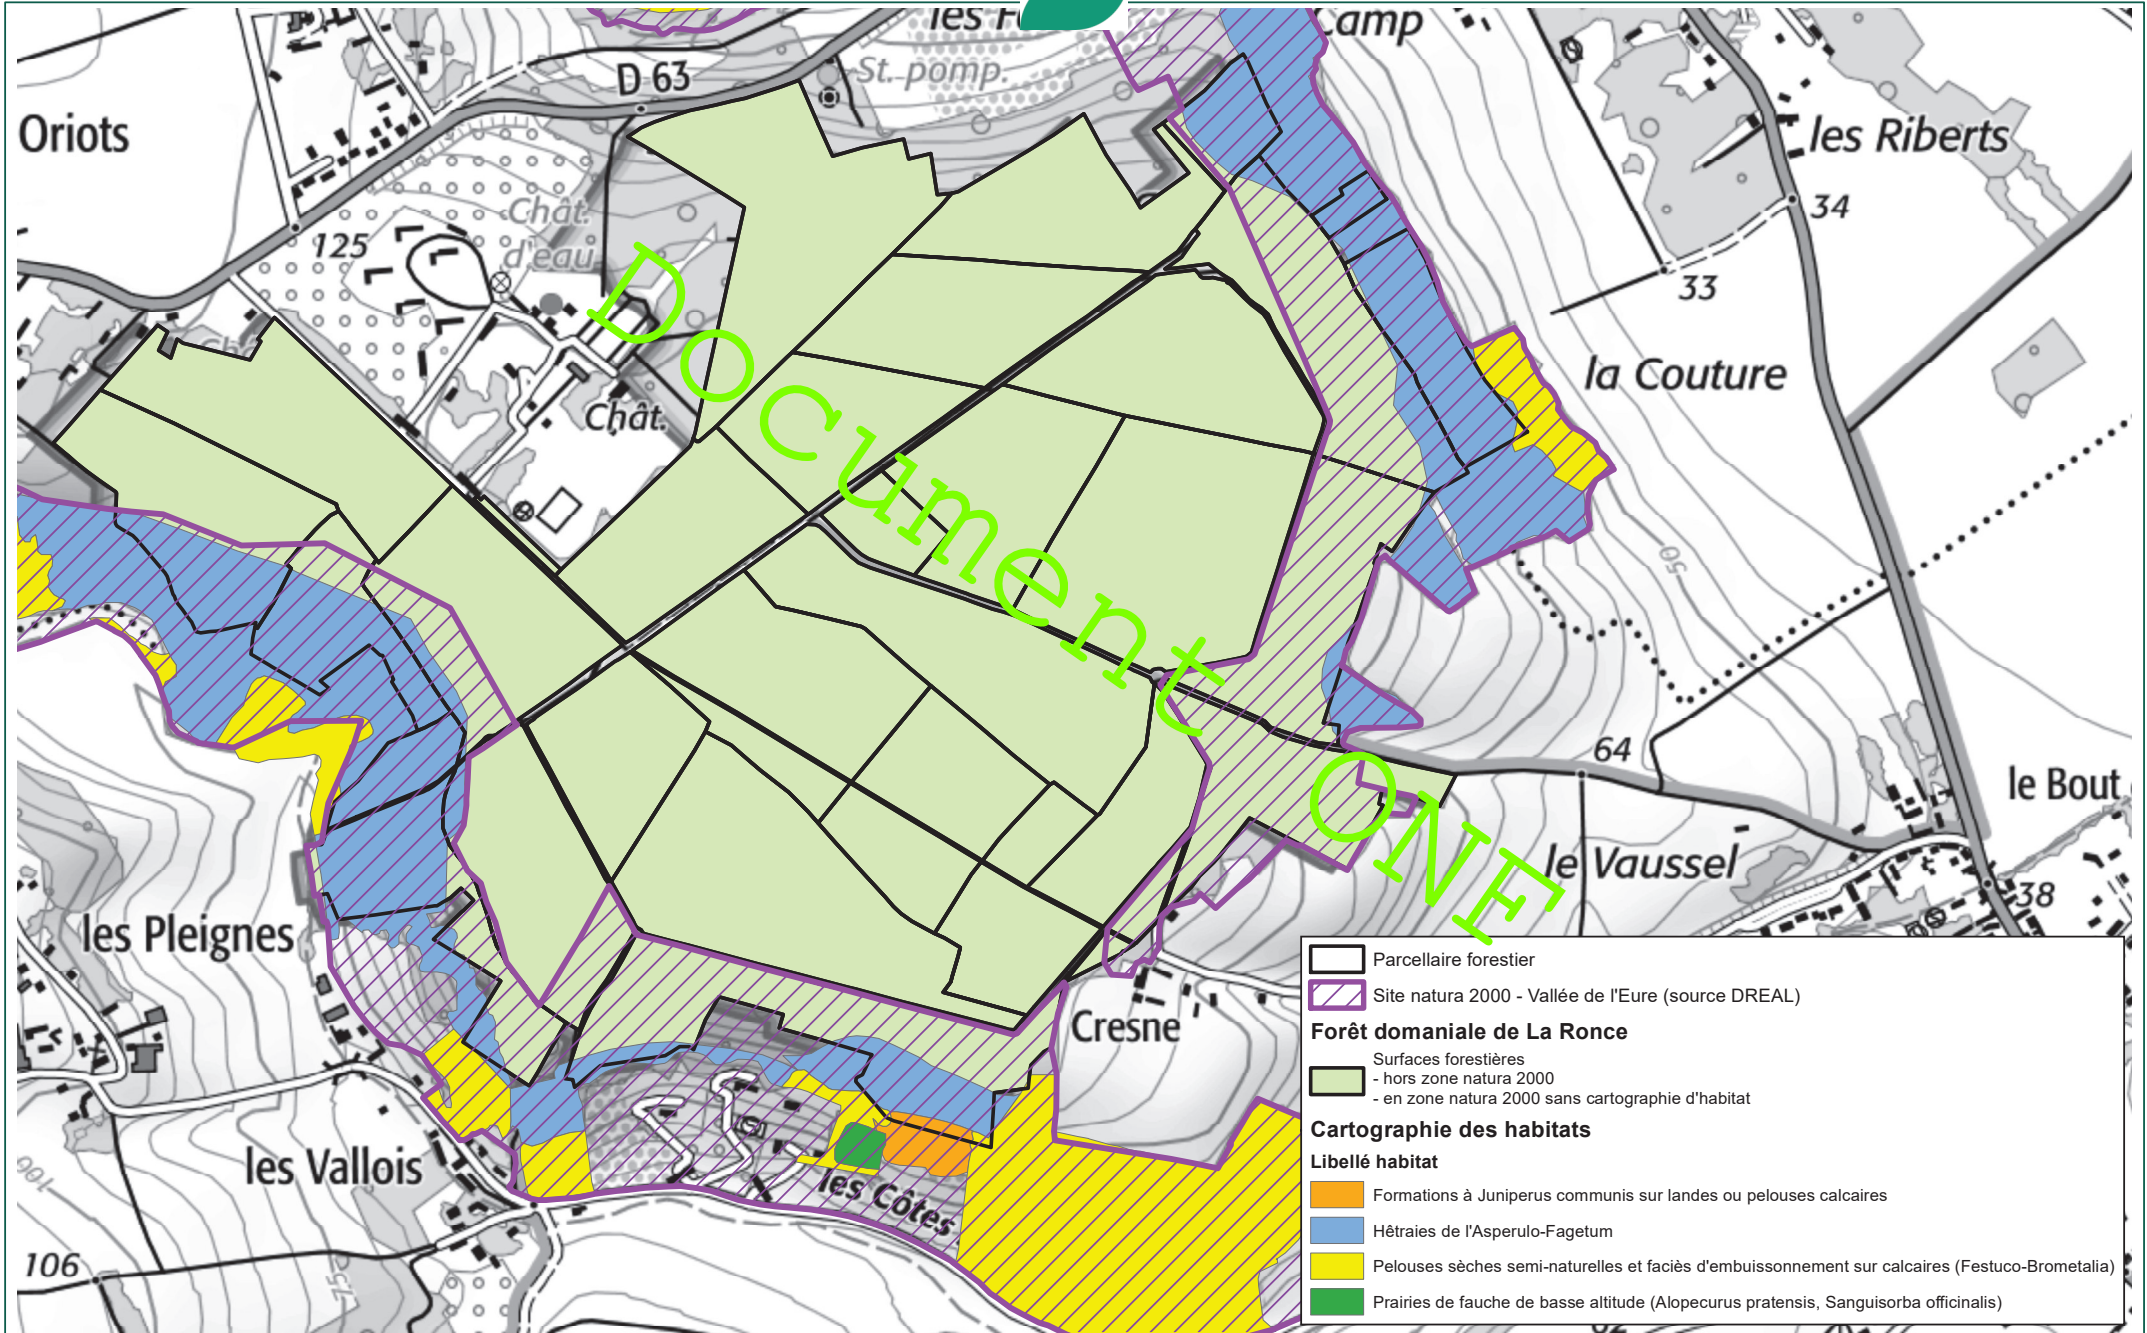 les
Camp
D 63
St. pomp.
Oriots
les Riberts
Chât.
d'eau
125
34
33
la Couture
Chât.
50
Document ONF
64
le Bout
le Vaussel
38
les Pleignes
Cresne
les Vallois
les Côtes
100
106
75
Parcellaire forestier
Site natura 2000 - Vallée de l'Eure (source DREAL)
Forêt domaniale de La Ronce
Surfaces forestières
- hors zone natura 2000
- en zone natura 2000 sans cartographie d'habitat
Cartographie des habitats
Libellé habitat
Formations à Juniperus communis sur landes ou pelouses calcaires
Hêtraies de l'Asperulo-Fagetum
Pelouses sèches semi-naturelles et faciès d'embuissonnement sur calcaires (Festuco-Brometalia)
Prairies de fauche de basse altitude (Alopecurus pratensis, Sanguisorba officinalis)